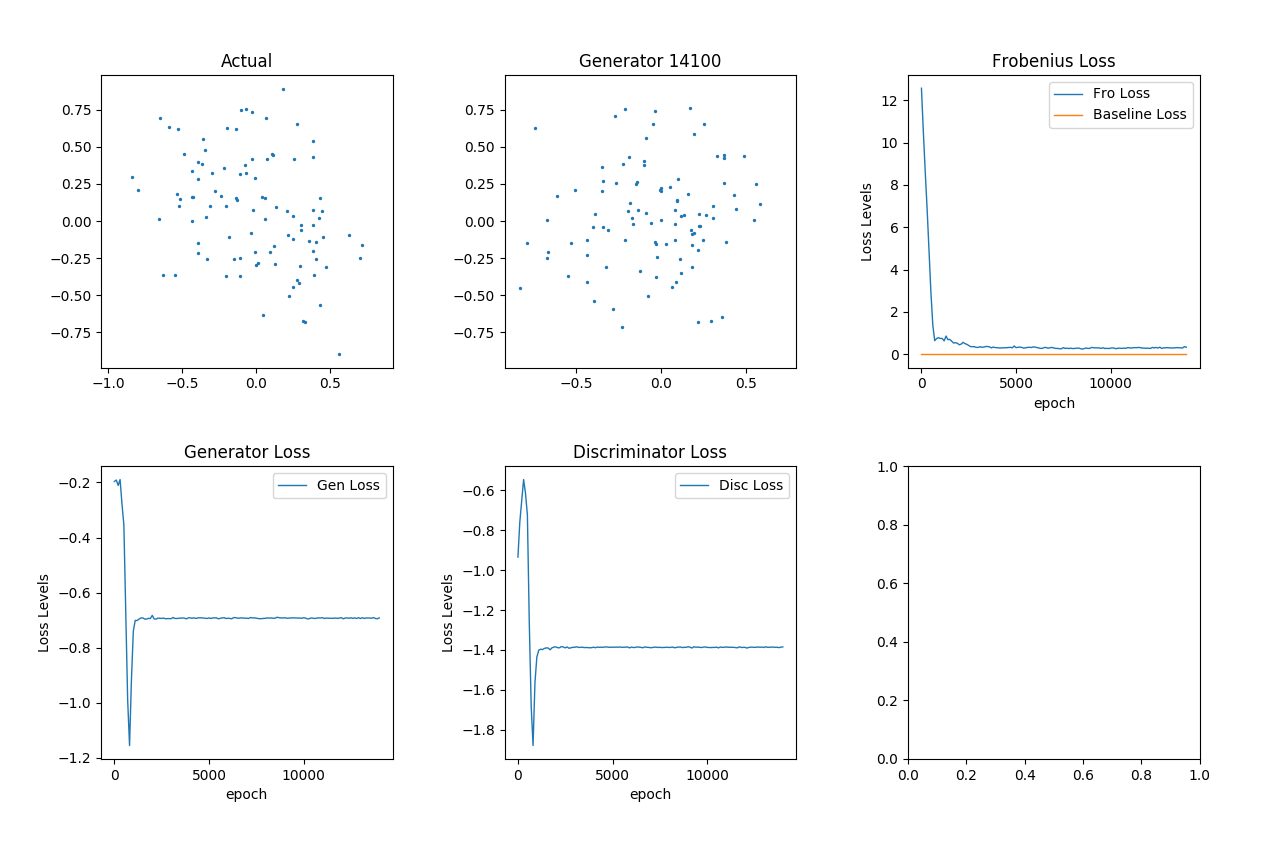 Actual
0.75
0.50
0.25
0.00
−0.25
−0.50
−0.75
−1.0 −0.5 0.0 0.5
Generator 14100
0.75
0.50
0.25
0.00
−0.25
−0.50
−0.75
−0.5 0.0 0.5
Frobenius Loss
Fro Loss
Baseline Loss
Loss Levels
12
10
8
6
4
2
0
0 5000 10000
epoch
Generator Loss
Gen Loss
Loss Levels
−0.2
−0.4
−0.6
−0.8
−1.0
−1.2
0 5000 10000
epoch
Discriminator Loss
Disc Loss
Loss Levels
−0.6
−0.8
−1.0
−1.2
−1.4
−1.6
−1.8
0 5000 10000
epoch
1.0
0.8
0.6
0.4
0.2
0.0
0.0 0.2 0.4 0.6 0.8 1.0